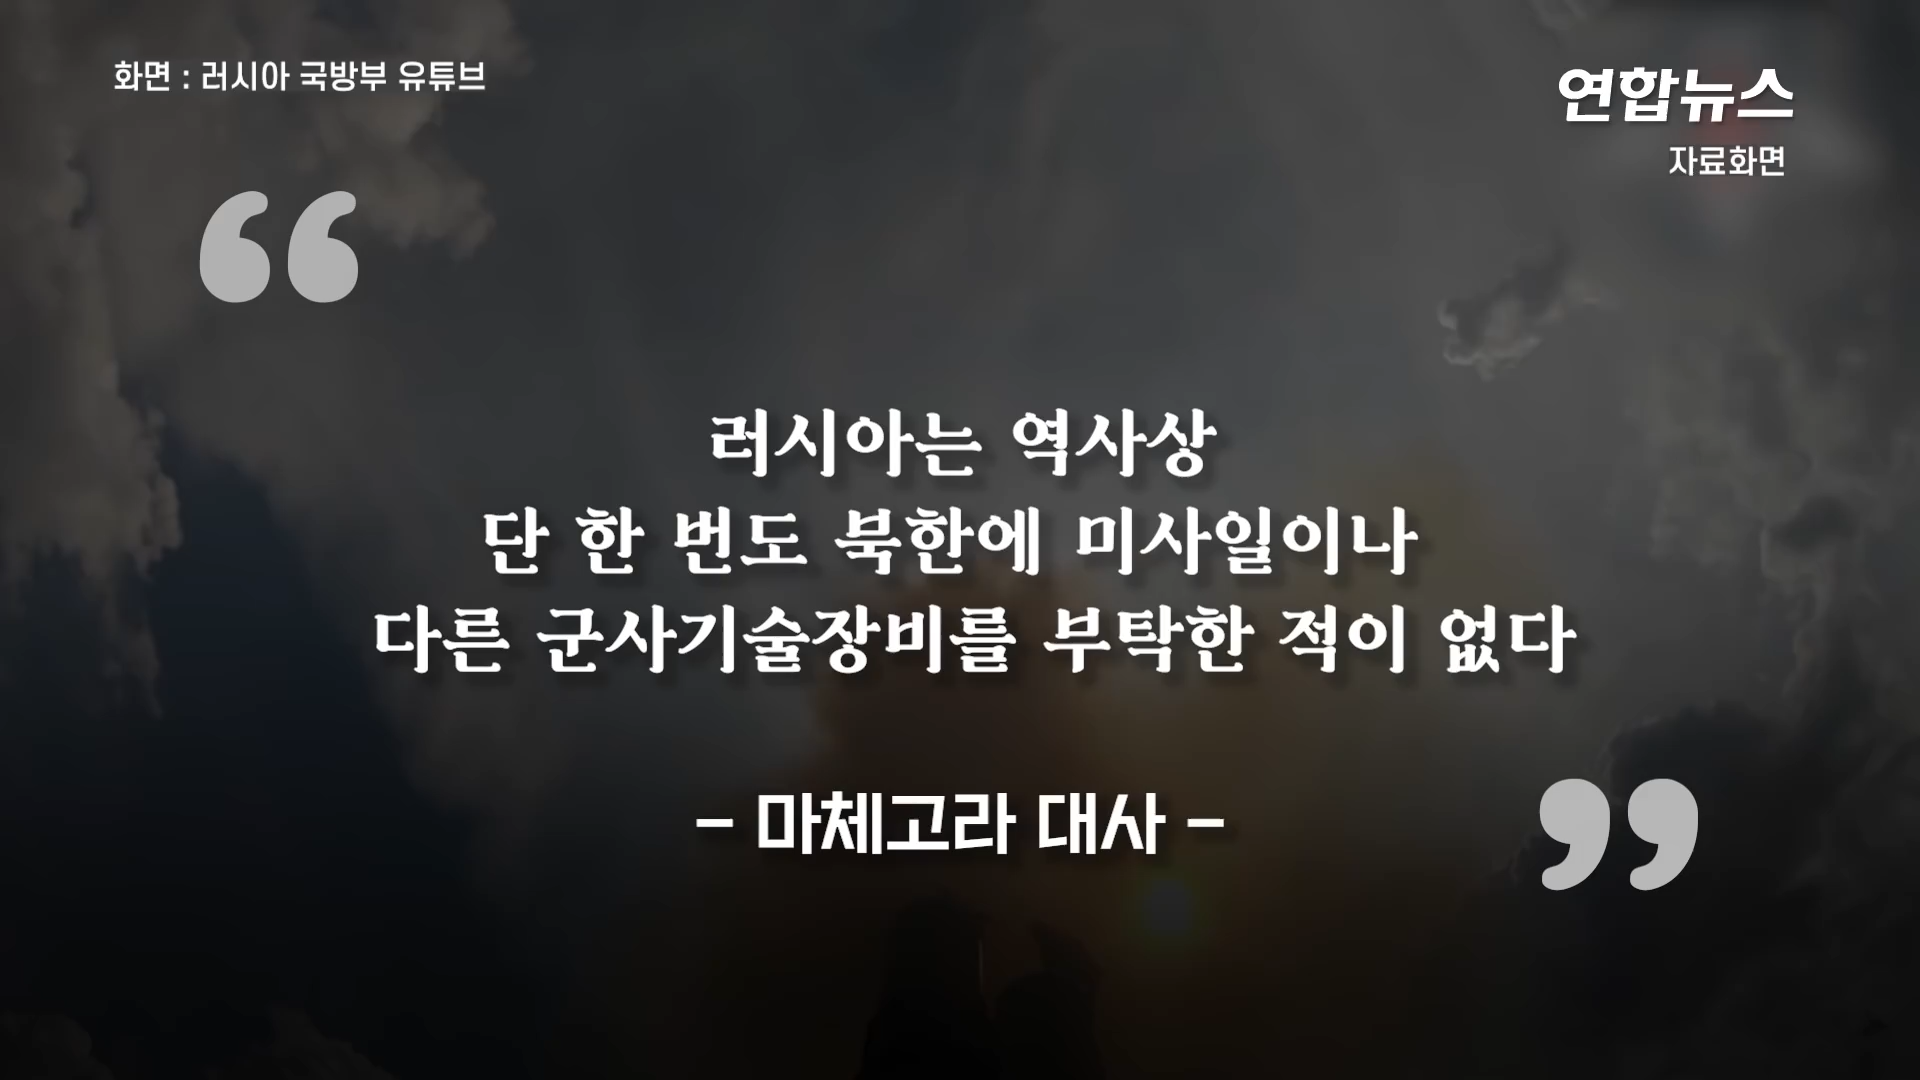 화면 : 러시아 국방부 유튜브
연합뉴스
자료화면
“
러시아는 역사상
단 한 번도 북한에 미사일이나
다른 군사기술장비를 부탁한 적이 없다
- 마체고라 대사 -
”